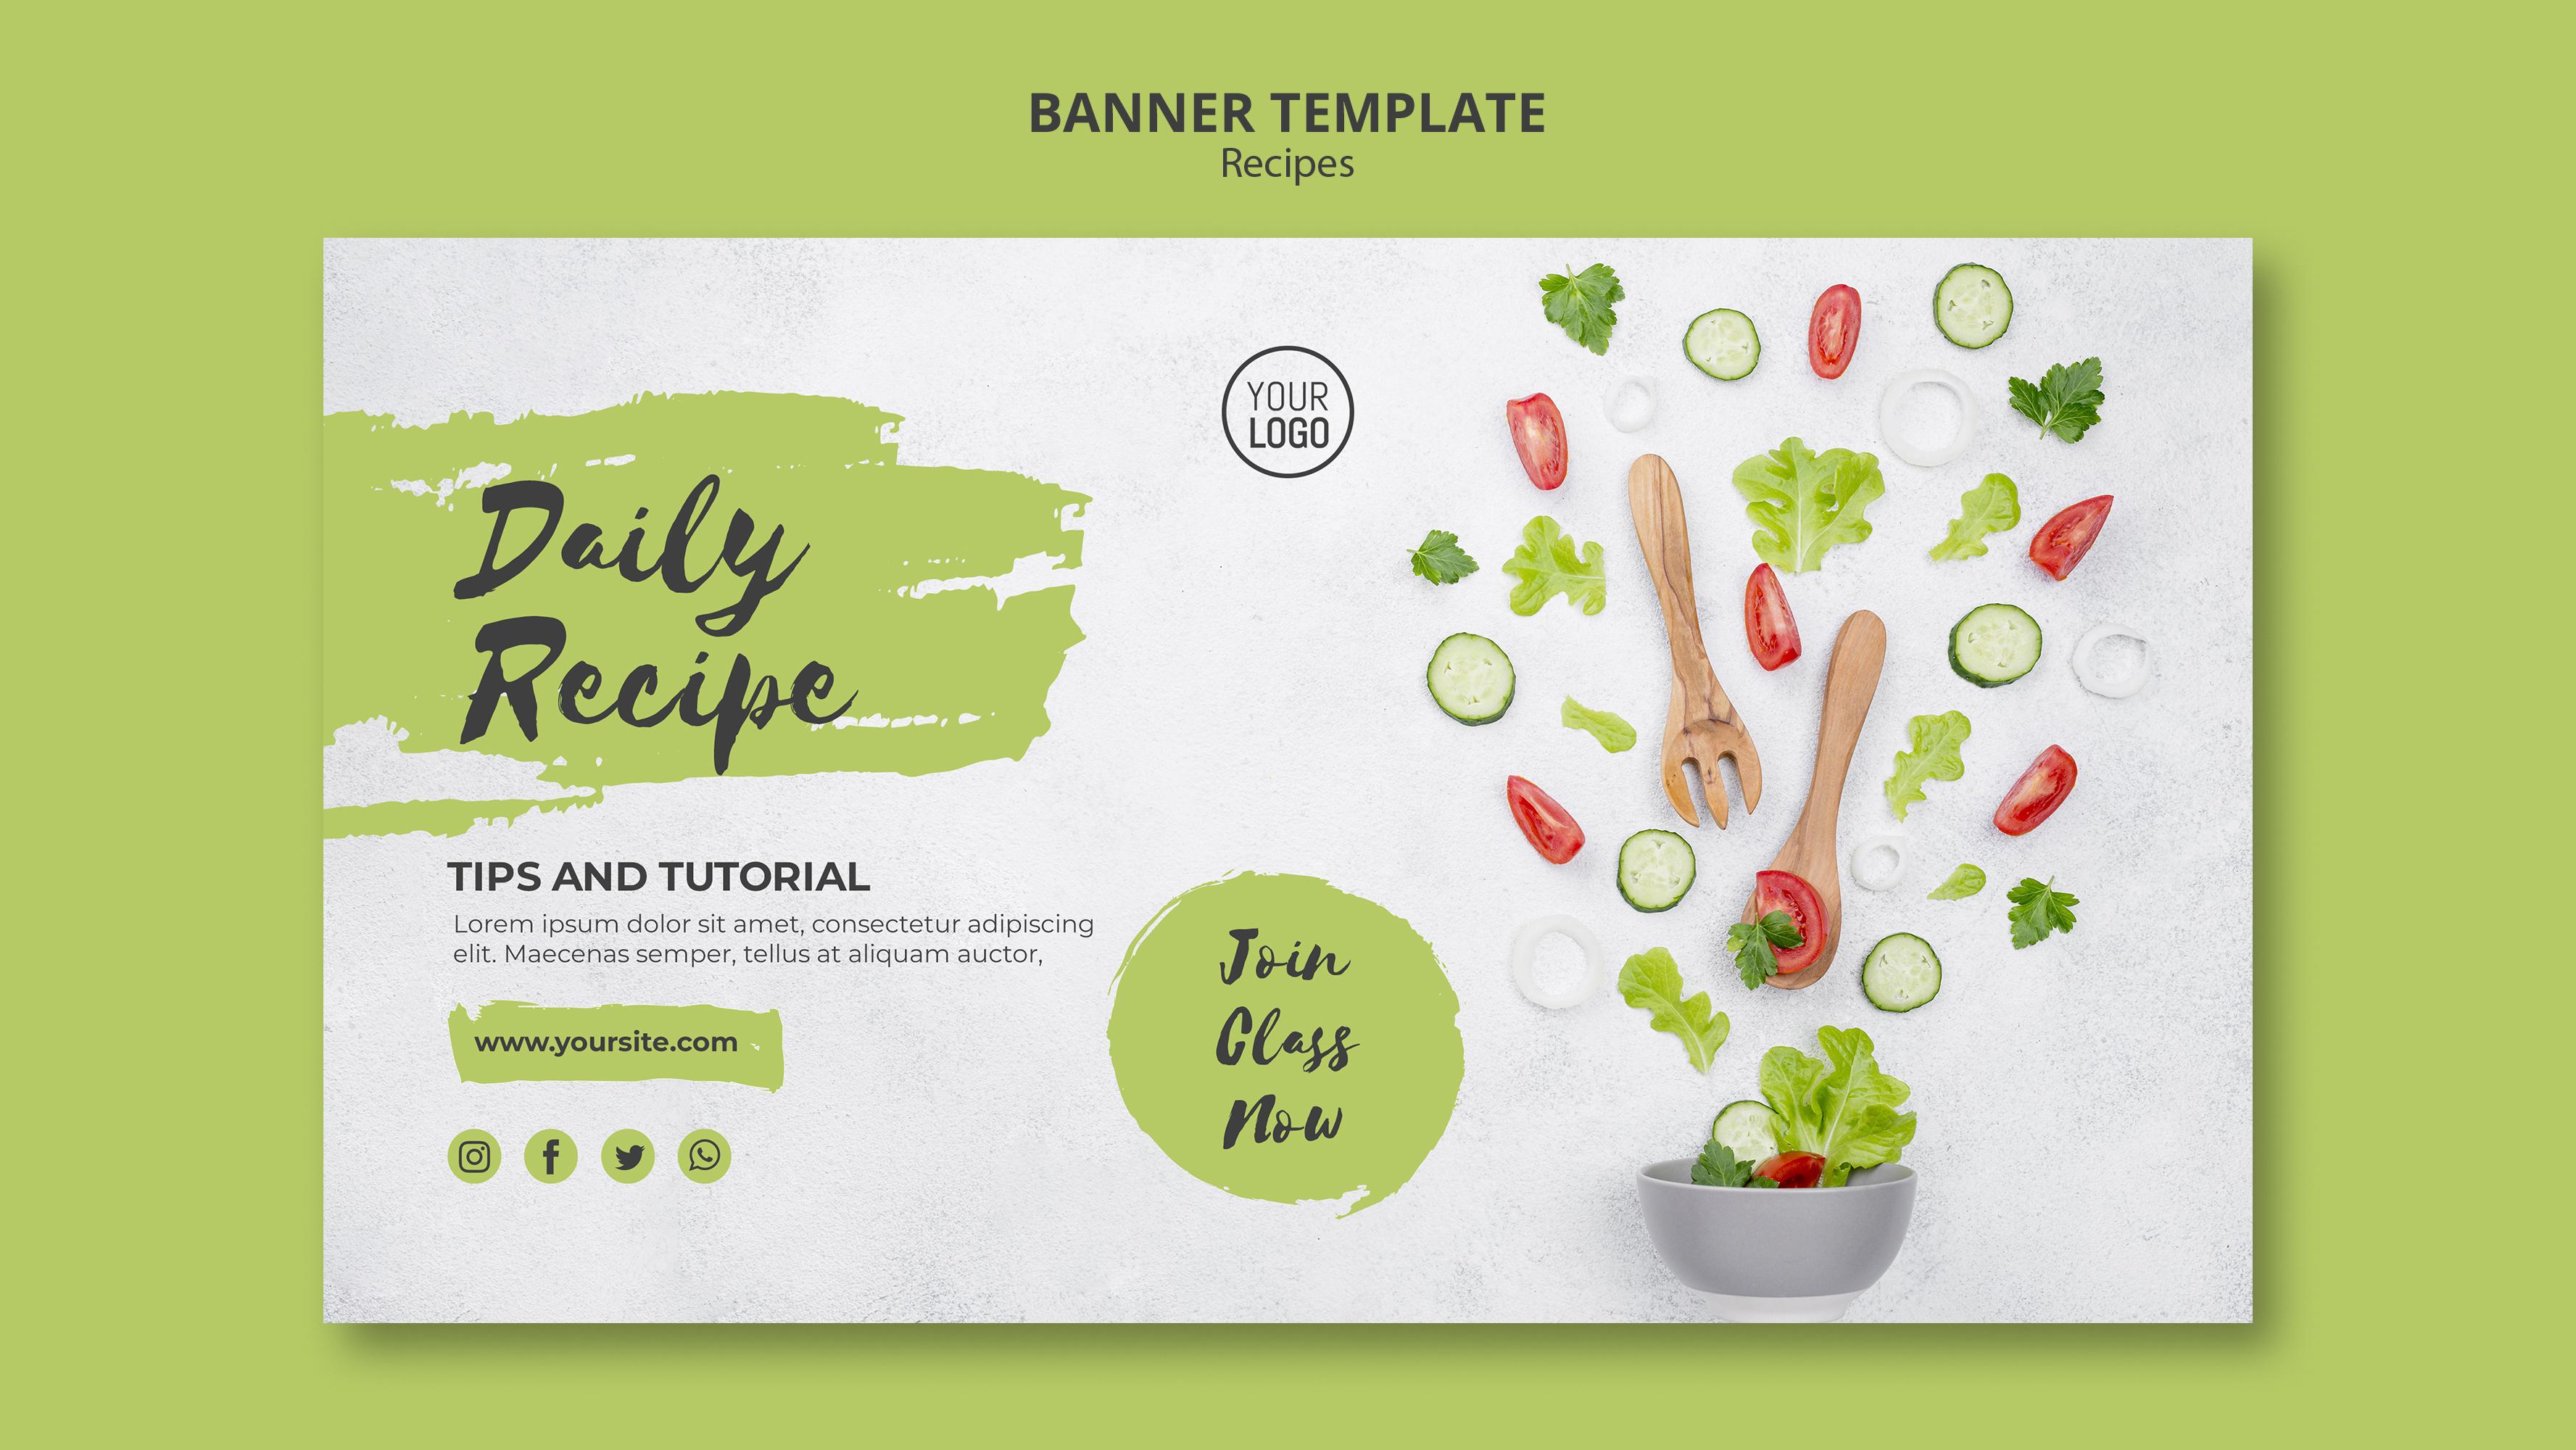 BANNER TEMPLATE
Recipes
YOUR
LOGO
Daily
Recipe
TIPS AND TUTORIAL
Lorem ipsum dolor sit amet, consectetur adipiscing
elit. Maecenas semper, tellus at aliquam auctor,
www.yoursite.com
Join
Class
Now